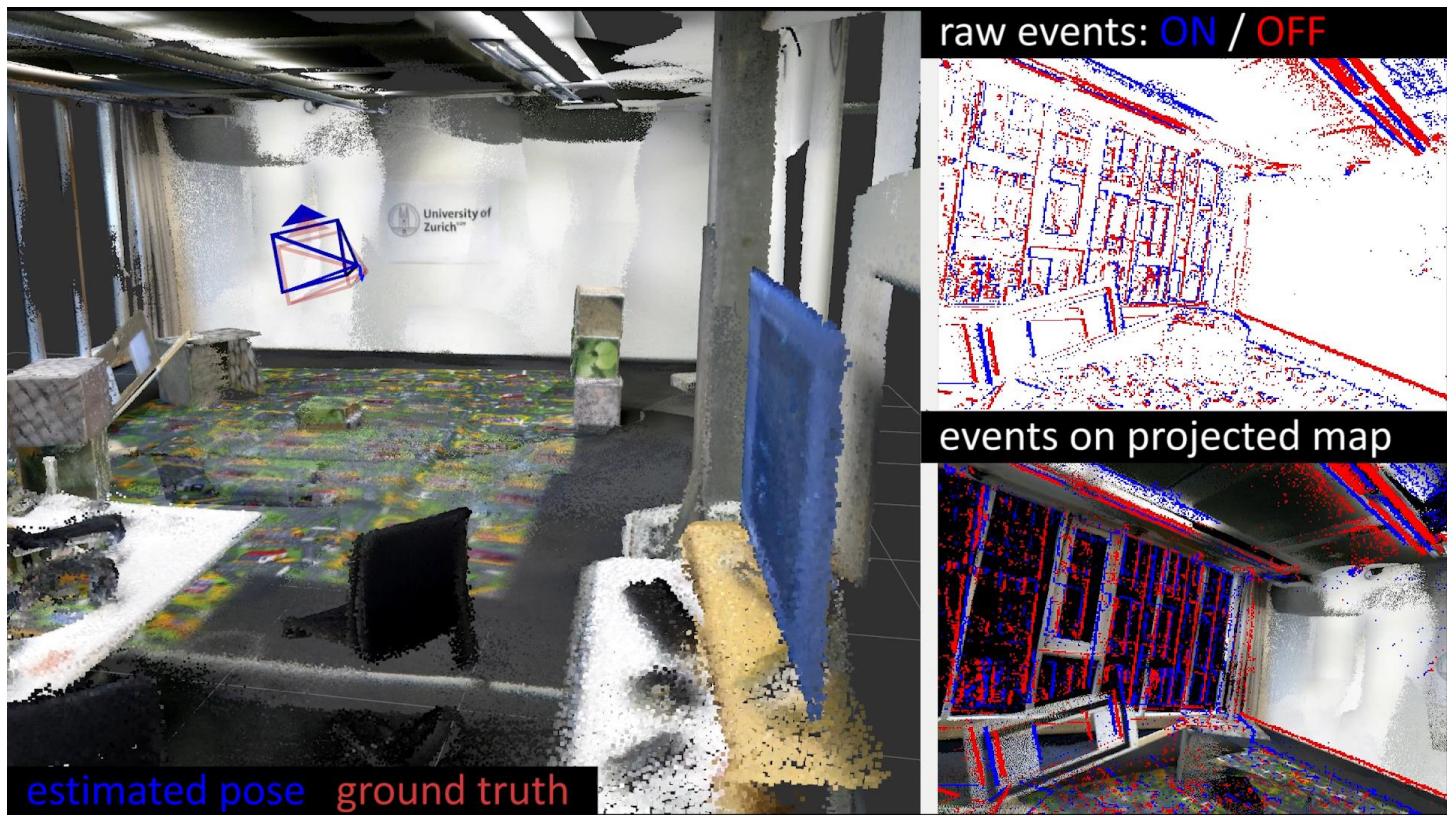 raw events: ON / OFF
University of
Zurich
events on projected map
estimated pose ground truth